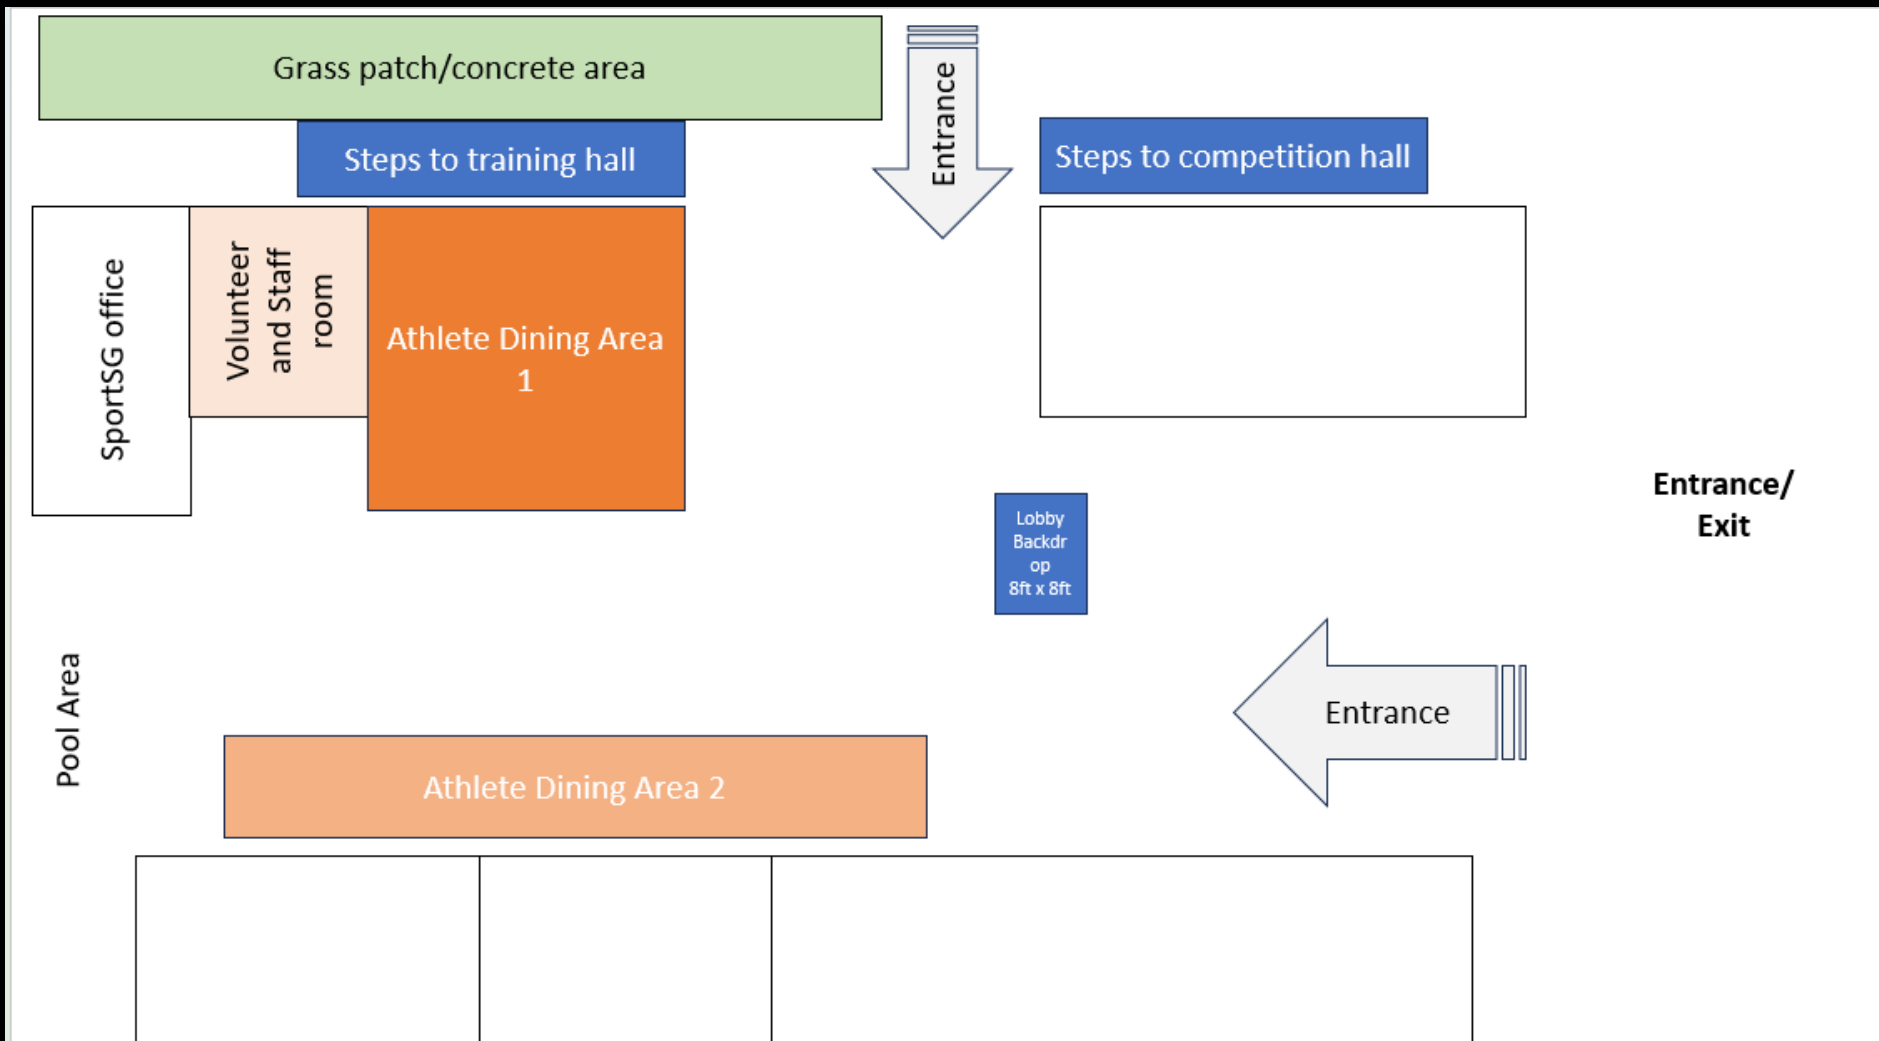 Grass patch/concrete area
Entrance
Steps to training hall
Steps to competition hall
SportSG office
Volunteer
and Staff
room
Athlete Dining Area
1
Entrance/
Exit
Lobby
Backdr
op
8ft x 8ft
Pool Area
Entrance
Athlete Dining Area 2